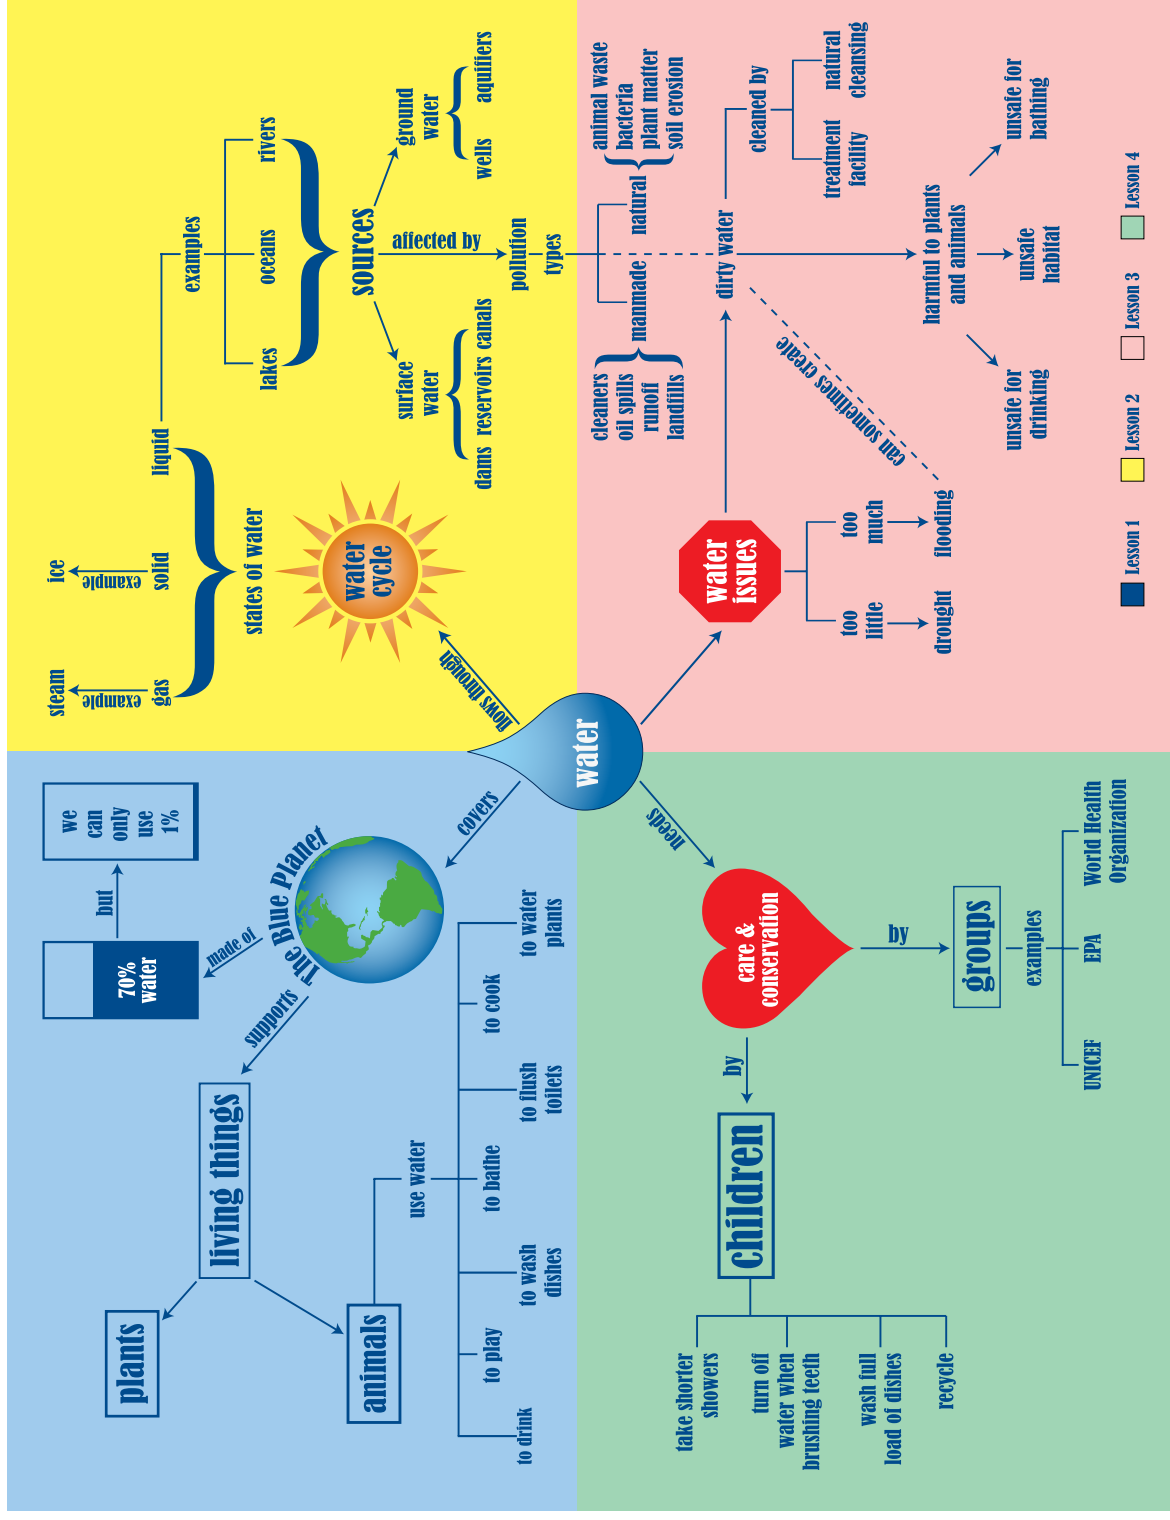 plants
living things
animals
supports
The Blue Planet
made of
70%
water
but
we
can
only
use
1%
covers
use water
to drink
to play
to wash
dishes
to bathe
to flush
toilets
to cook
to water
plants
water
flows through
water
cycle
states of water
gas
example
steam
solid
example
ice
liquid
examples
lakes
oceans
rivers
sources
surface
water
dams reservoirs canals
affected by
ground
water
wells
aquifiers
pollution
types
manmade
cleaners
oil spills
runoff
landfills
natural
animal waste
bacteria
plant matter
soil erosion
dirty water
cleaned by
treatment
facility
natural
cleansing
harmful to plants
and animals
unsafe for
drinking
unsafe
habitat
unsafe for
bathing
can sometimes create
water
issues
too
little
drought
too
much
flooding
needs
care &
conservation
by
children
take shorter
showers
turn off
water when
brushing teeth
wash full
load of dishes
recycle
by
groups
examples
UNICEF
EPA
World Health
Organization
Lesson 1
Lesson 2
Lesson 3
Lesson 4